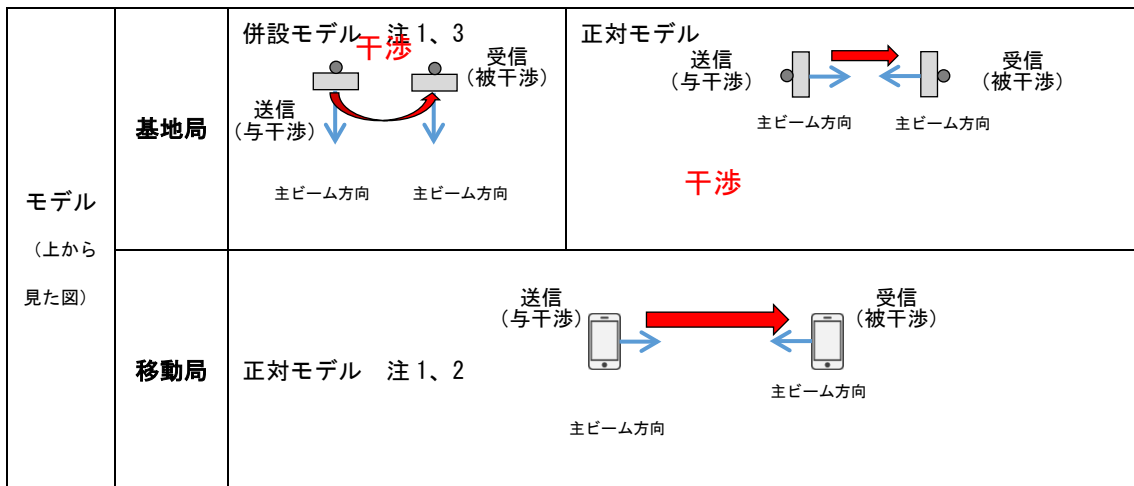 モデル
（上から
見た図）
基地局
併設モデル　注１、３
干渉
送信
（与干渉）
受信
（被干渉）
主ビーム方向
主ビーム方向
正対モデル
送信
（与干渉）
受信
（被干渉）
主ビーム方向
主ビーム方向
干渉
移動局
正対モデル　注１、２
送信
（与干渉）
受信
（被干渉）
主ビーム方向
主ビーム方向